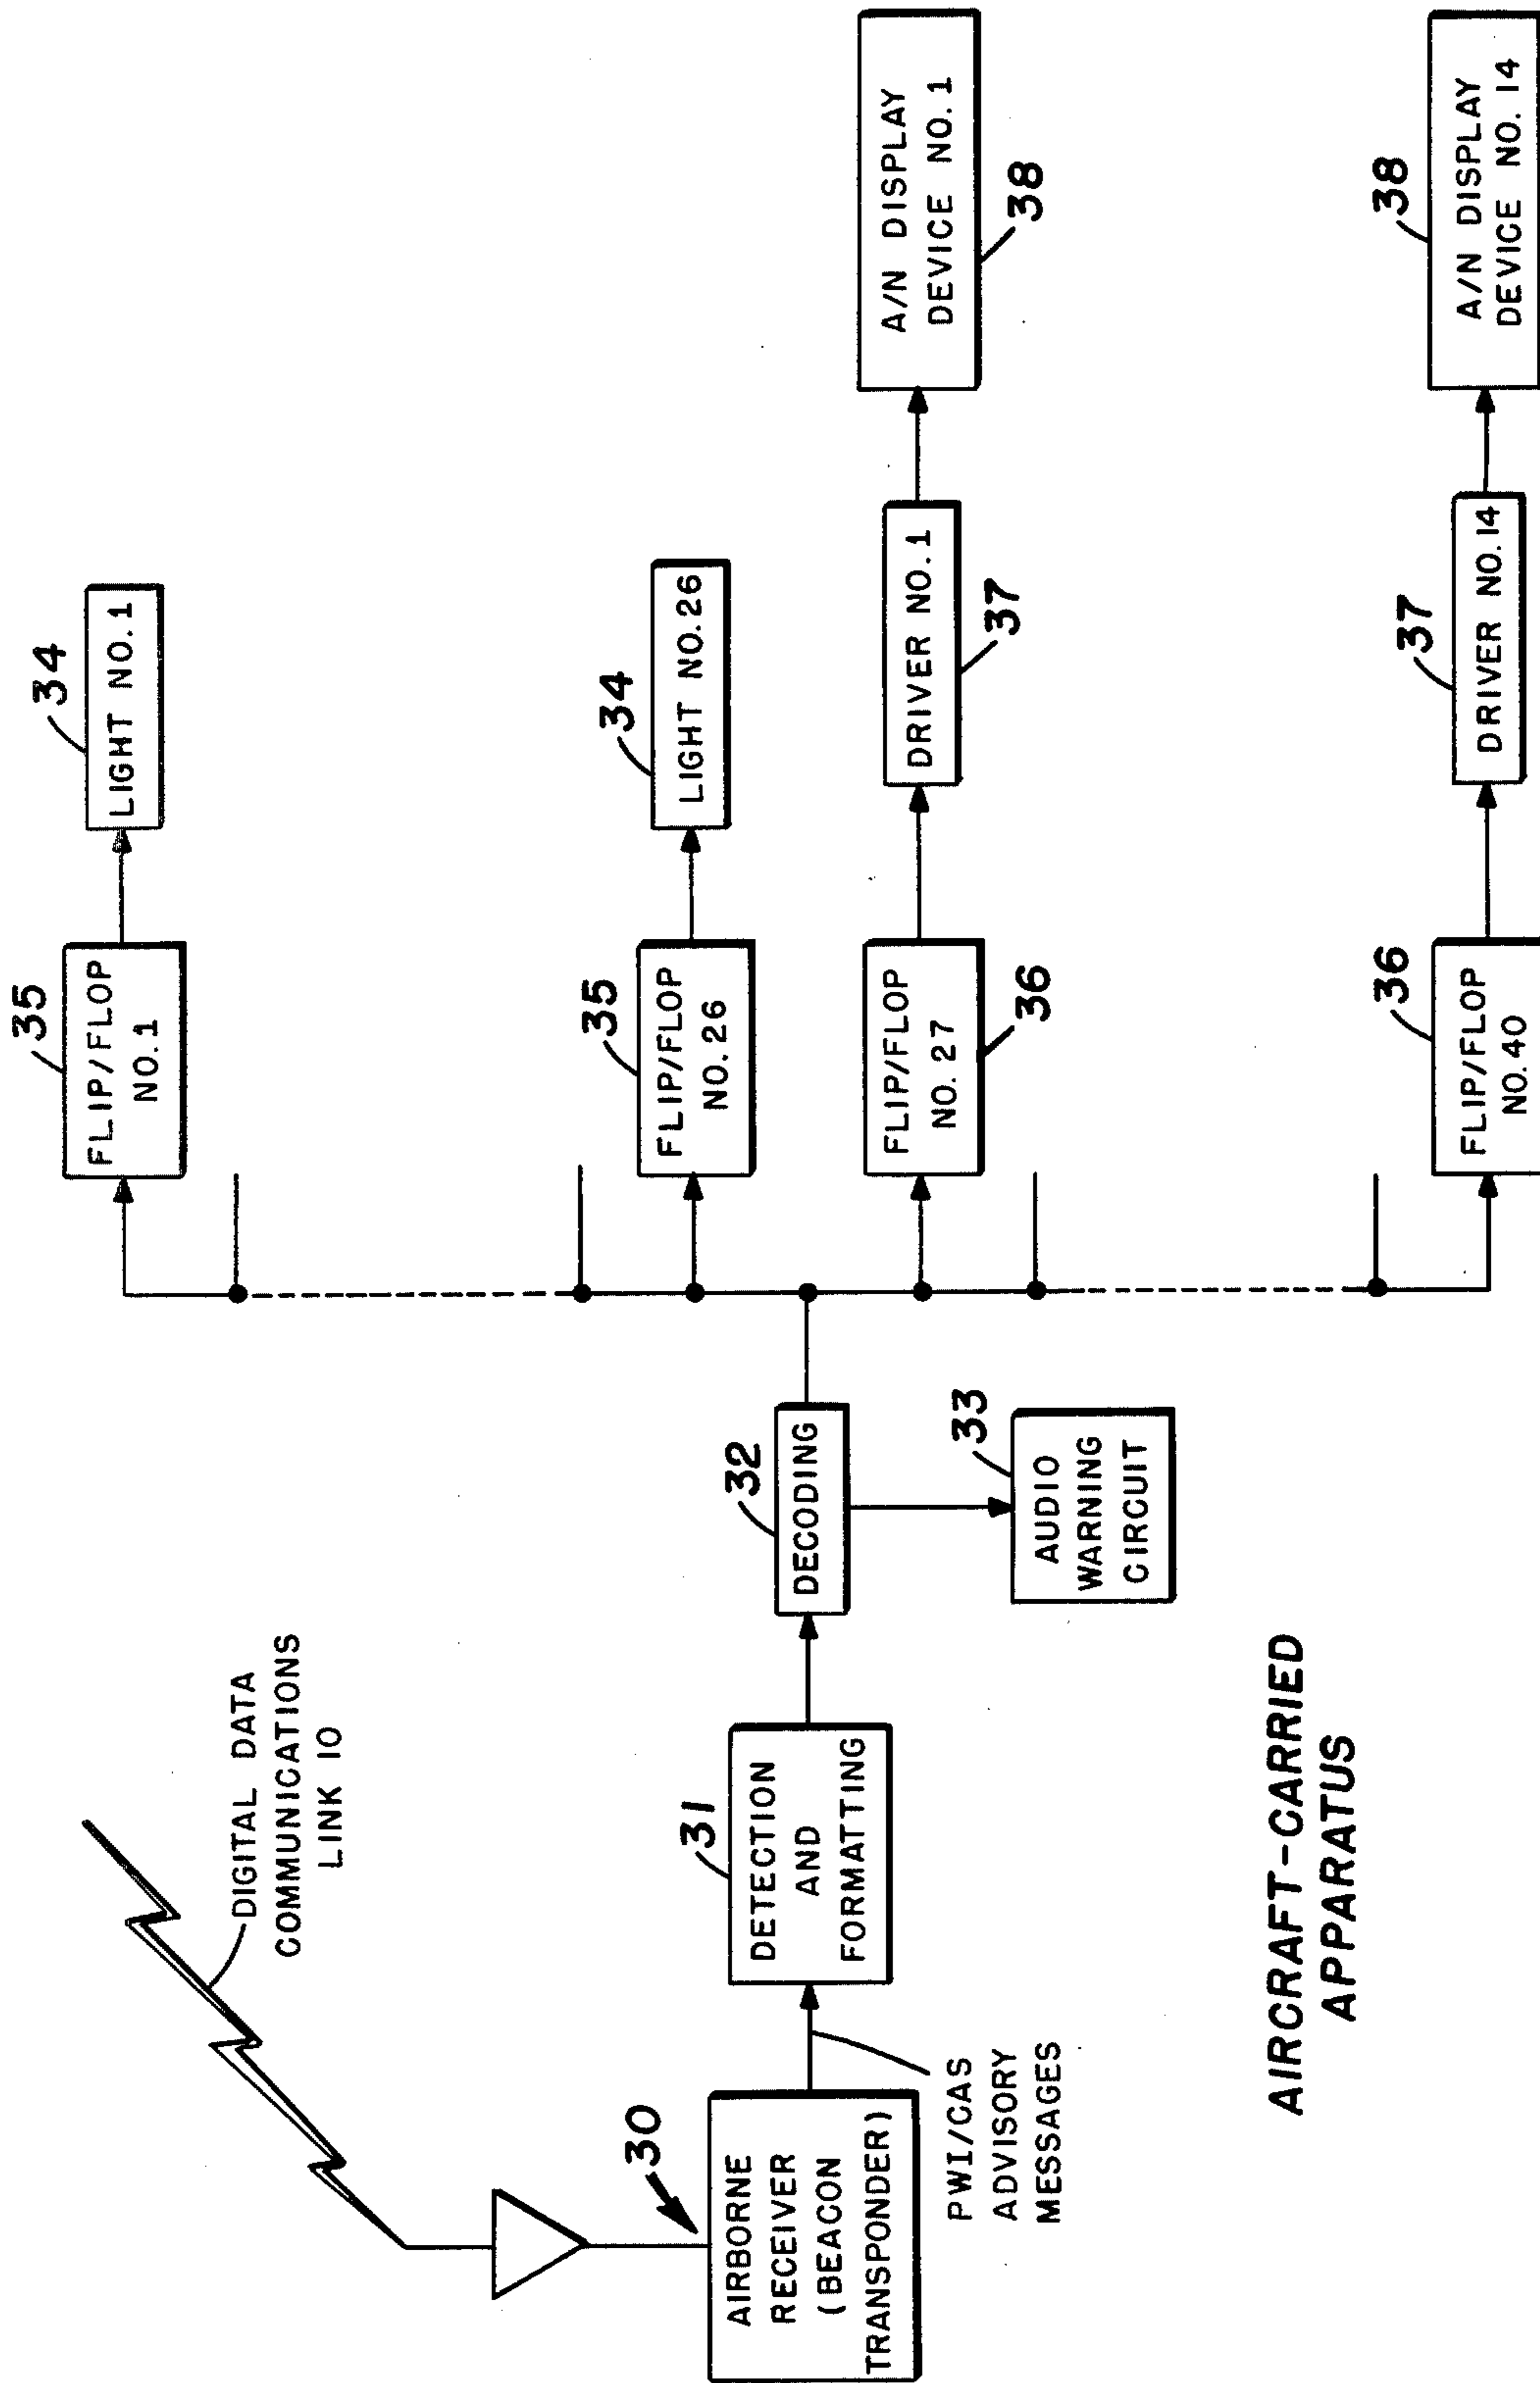 DIGITAL DATA
COMMUNICATIONS
LINK 10
30
AIRBORNE
RECEIVER
(BEACON
TRANSPONDER)
PWI/CAS
ADVISORY
MESSAGES
31
DETECTION
AND
FORMATTING
32
DECODING
33
AUDIO
WARNING
CIRCUIT
35
FLIP/FLOP
NO. 1
34
LIGHT NO. 1
35
FLIP/FLOP
NO. 26
34
LIGHT NO. 26
FLIP/FLOP
NO. 27
36
DRIVER NO. 1
37
A/N DISPLAY
DEVICE NO. 1
38
36
FLIP/FLOP
NO. 40
37
DRIVER NO. 14
38
A/N DISPLAY
DEVICE NO. 14
AIRCRAFT-CARRIED
APPARATUS